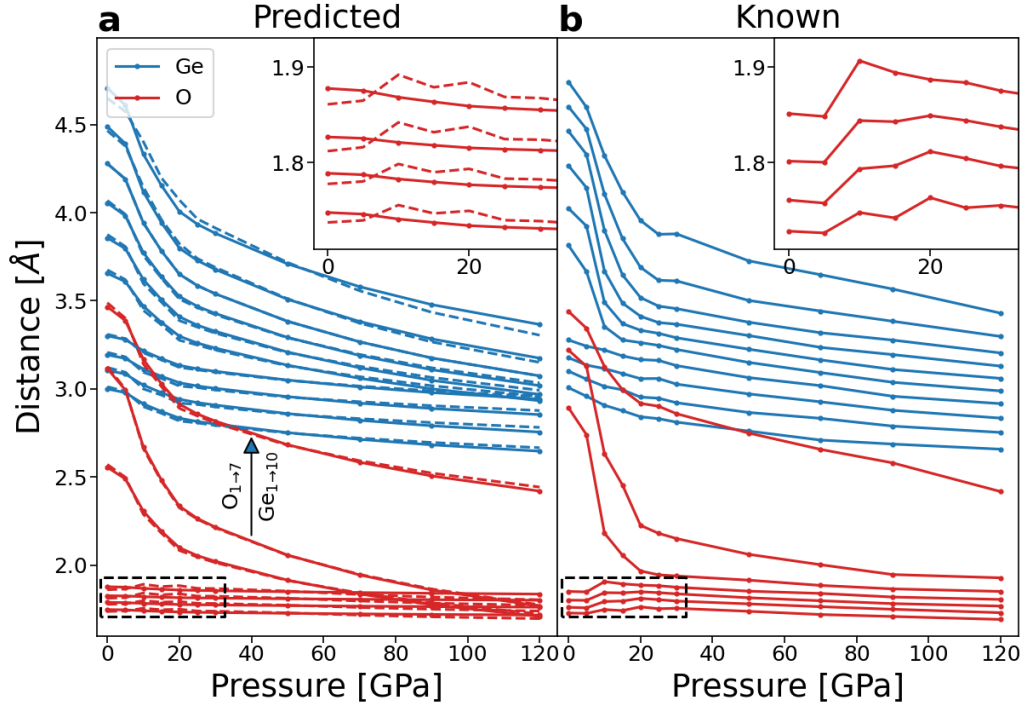 a Predicted
b Known
Distance [Å]
4.5
4.0
3.5
3.0
2.5
2.0
Ge
O
1.9
1.8
0 20
O1→7
Ge1→10
0 20 40 60 80 100 120
Pressure [GPa]
1.9
1.8
0 20
0 20 40 60 80 100 120
Pressure [GPa]